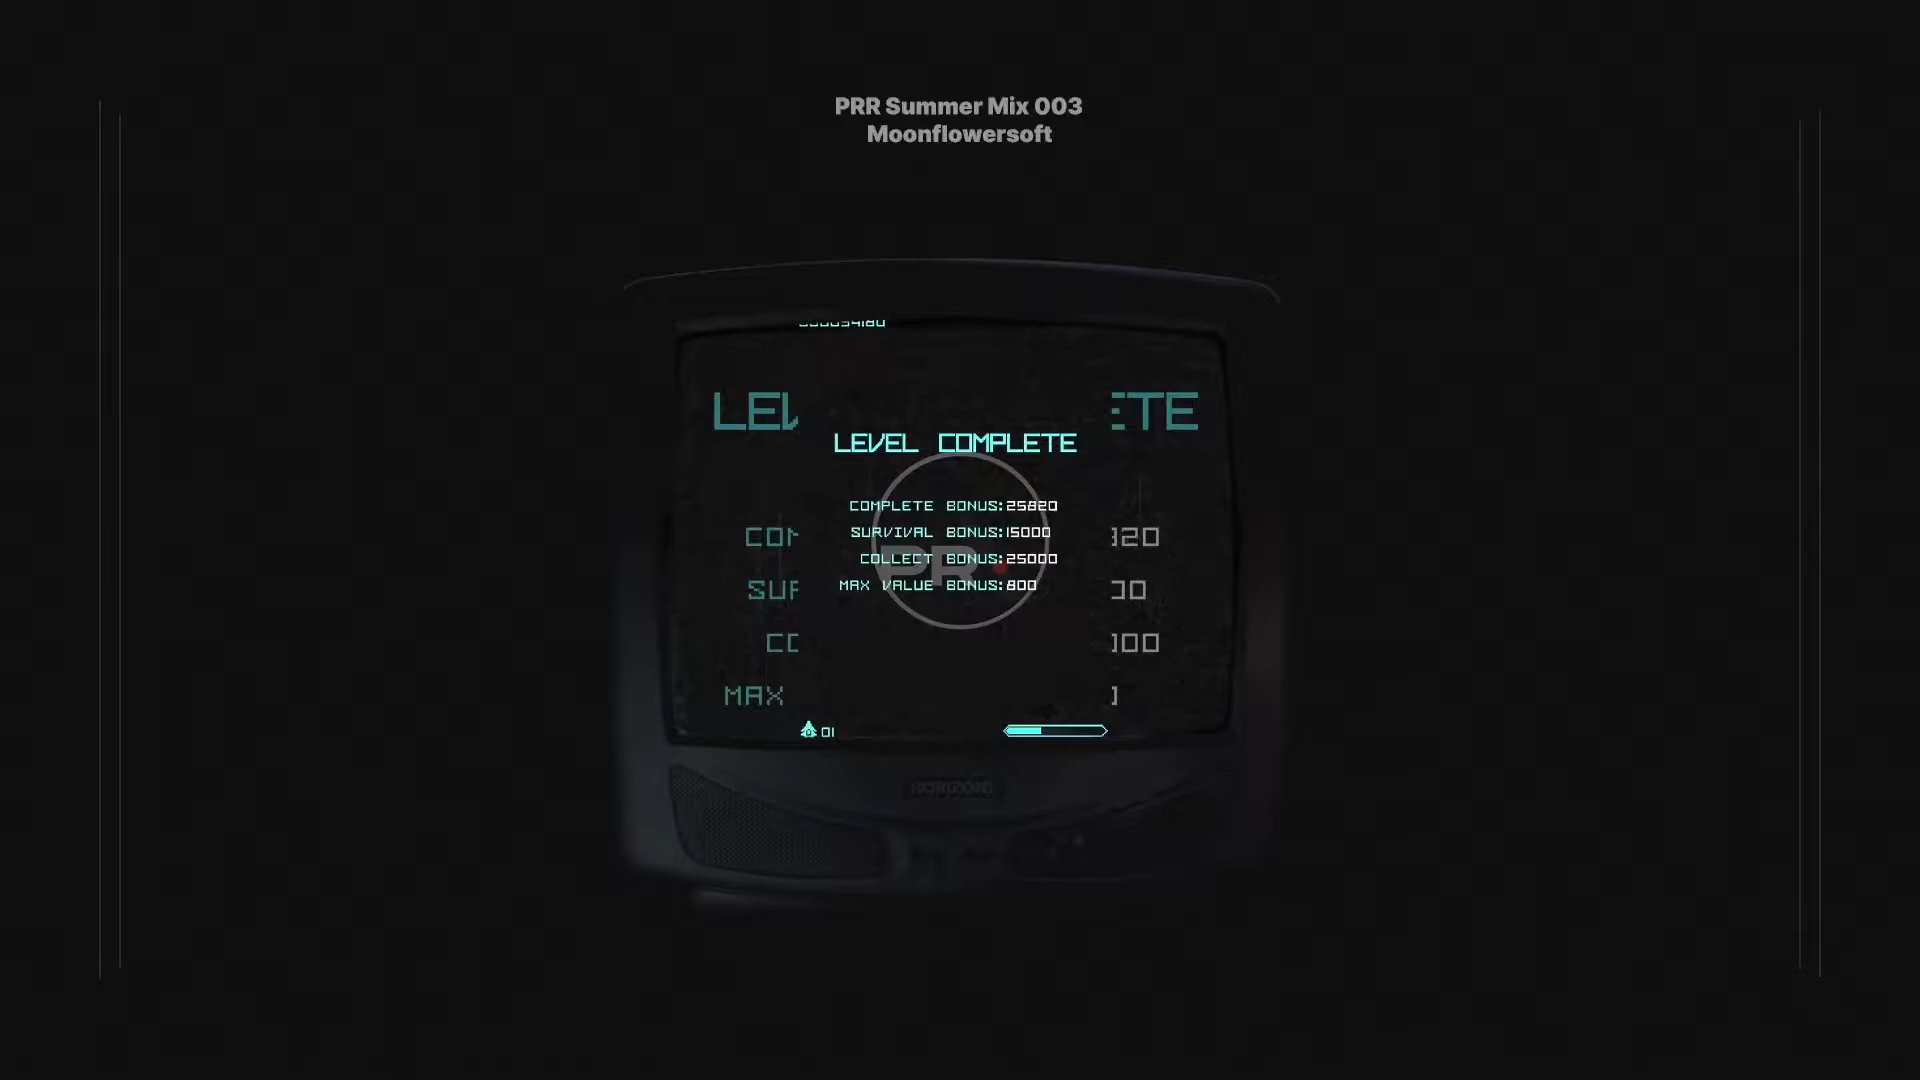 PRR Summer Mix 003
Moonflowersoft
LEVEL COMPLETE
COMPLETE BONUS:25820
SURVIVAL BONUS:15000
COLLECT BONUS:25000
MAX VALUE BONUS:800
MAX
01